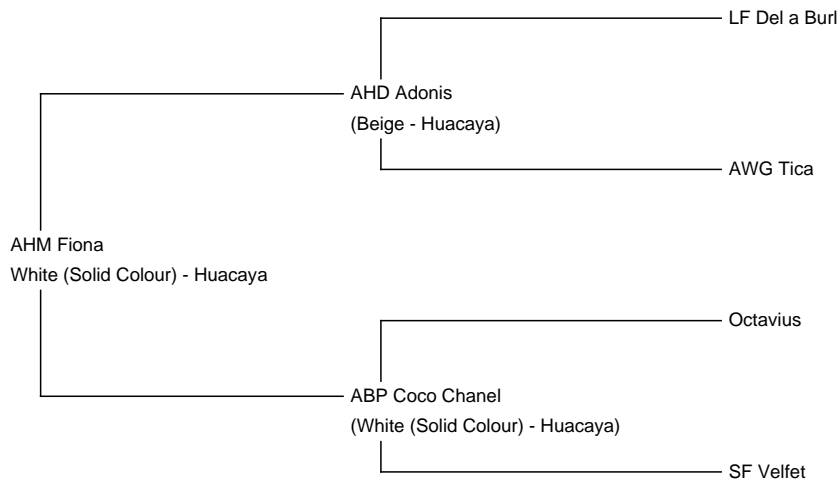 LF Del a Burl
AHD Adonis
(Beige - Huacaya)
AWG Tica
AHM Fiona
White (Solid Colour) - Huacaya
Octavius
ABP Coco Chanel
(White (Solid Colour) - Huacaya)
SF Velfet